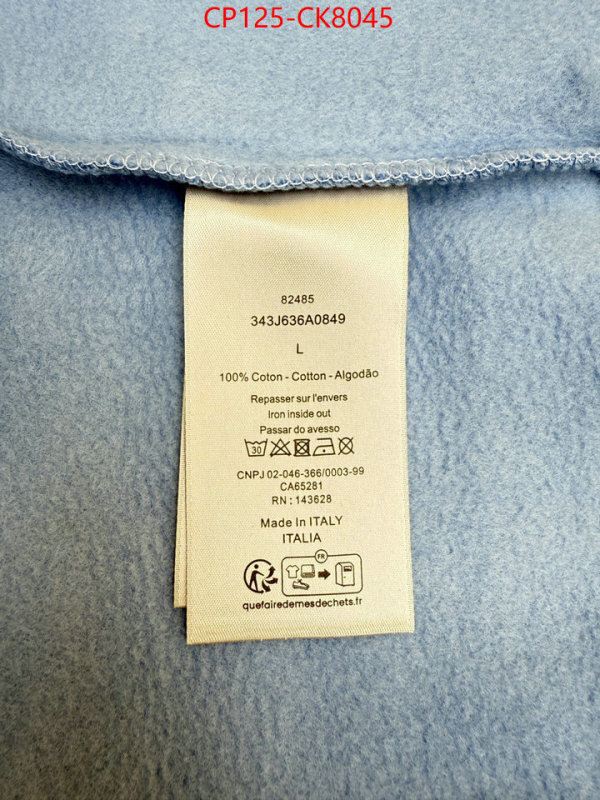 CP125-CK8045
82485
343J636A0849
L
100% Coton - Cotton - Algodão
Repasser sur l'envers
Iron inside out
Passar do avesso
30
CNPJ 02-046-366/0003-99
CA65281
RN : 143628
Made In ITALY
ITALIA
FR
quefairedemesdechets.fr